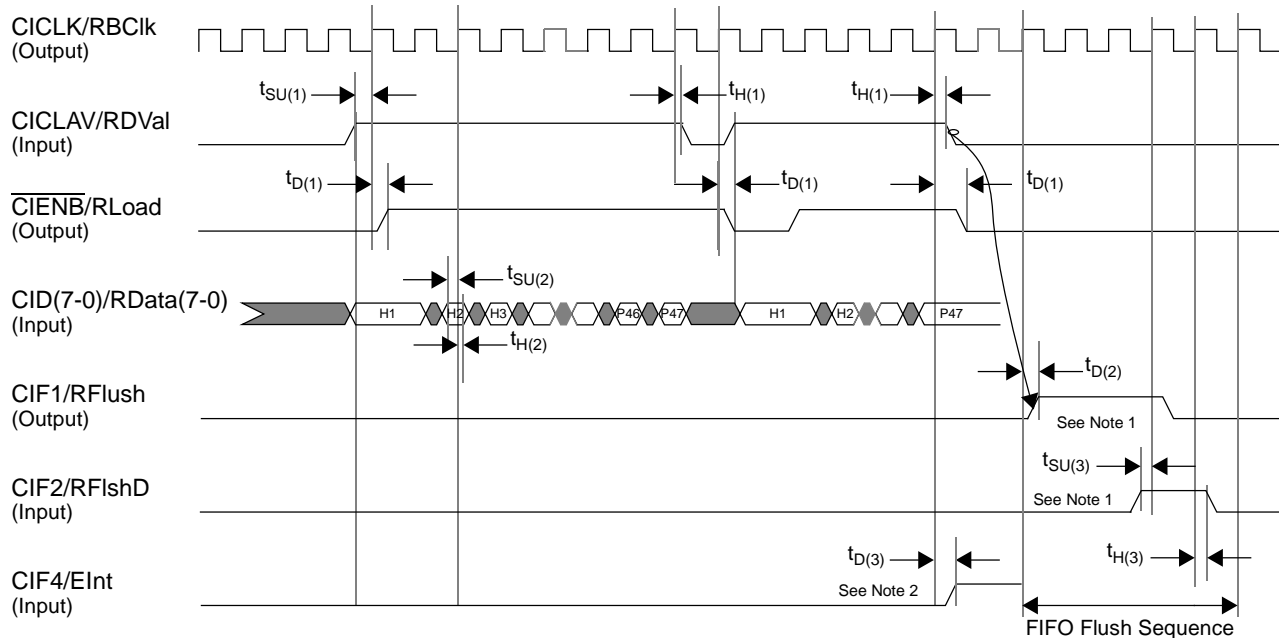 CICLK/RBClk
(Output)
tSU(1)
tH(1)
tH(1)
CICLAV/RDVal
(Input)
tD(1)
tD(1)
tD(1)
CIENB/RLoad
(Output)
tSU(2)
CID(7-0)/RData(7-0)
(Input)
H1
H2
H3
P46
P47
H1
H2
P47
tH(2)
tD(2)
CIF1/RFlush
(Output)
See Note 1
tSU(3)
CIF2/RFlshD
(Input)
See Note 1
tD(3)
tH(3)
CIF4/EInt
(Input)
See Note 2
FIFO Flush Sequence